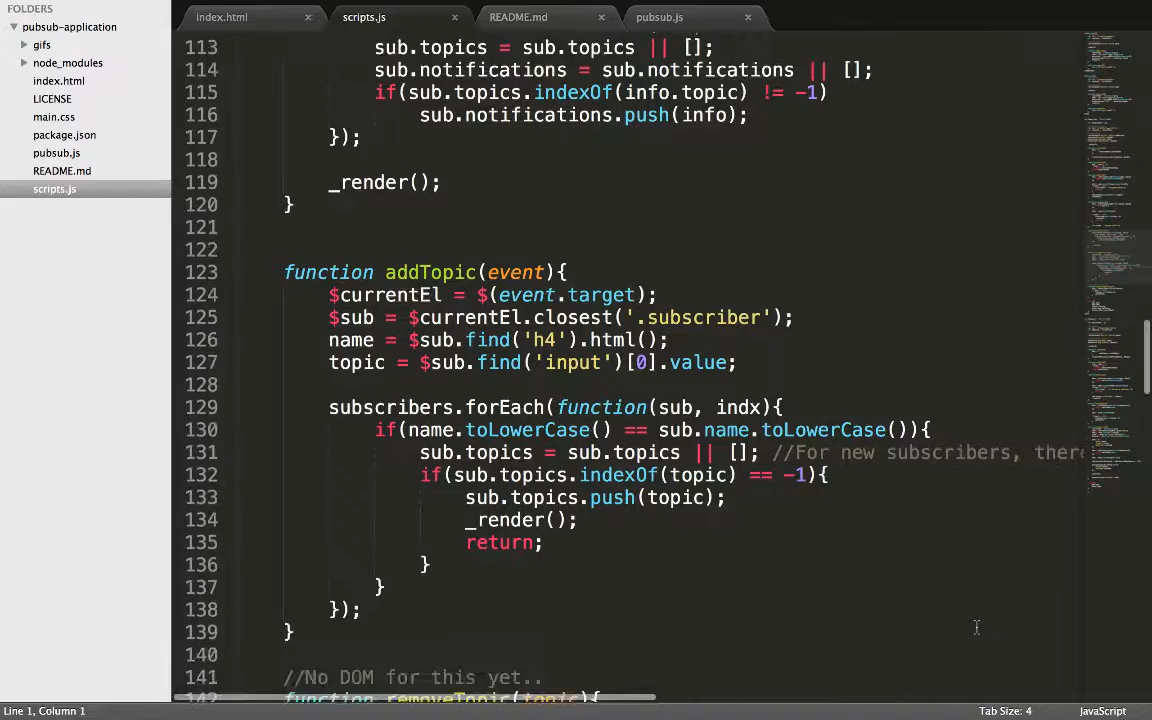 FOLDERS
pubsub-application
gifs
node_modules
index.html
LICENSE
main.css
package.json
pubsub.js
README.md
scripts.js
index.html × scripts.js × README.md × pubsub.js ×
113 sub.topics = sub.topics || [];
114 sub.notifications = sub.notifications || [];
115 if(sub.topics.indexOf(info.topic) != -1)
116 sub.notifications.push(info);
117 });
118
119 _render();
120 }
121
122
123 function addTopic(event){
124 $currentEl = $(event.target);
125 $sub = $currentEl.closest('.subscriber');
126 name = $sub.find('h4').html();
127 topic = $sub.find('input')[0].value;
128
129 subscribers.forEach(function(sub, indx){
130 if(name.toLowerCase() == sub.name.toLowerCase()){
131 sub.topics = sub.topics || []; //For new subscribers, there
132 if(sub.topics.indexOf(topic) == -1){
133 sub.topics.push(topic);
134 _render();
135 return;
136 }
137 }
138 });
139 }
140
141 //No DOM for this yet..
142 function removeTopic(topic){
Line 1, Column 1 Tab Size: 4 JavaScript